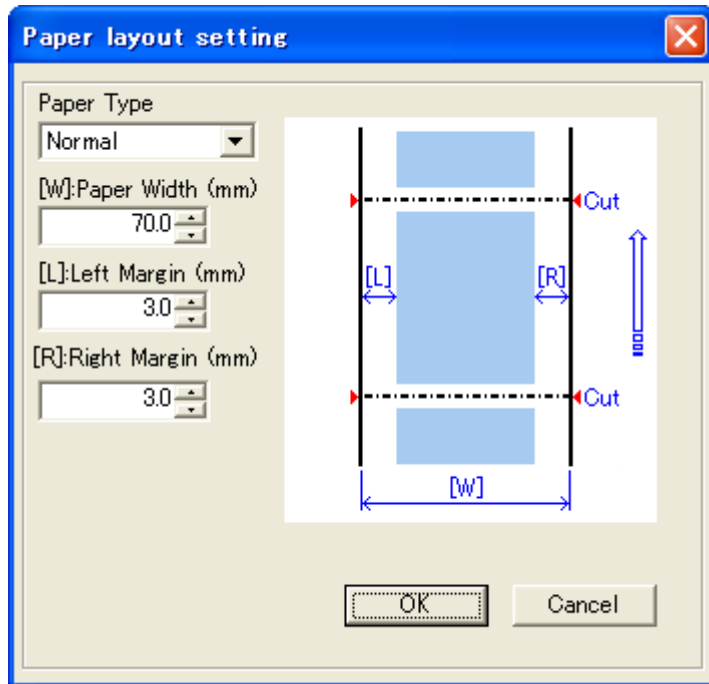 Paper layout setting
Paper Type
Normal
[W]:Paper Width (mm)
70.0
[L]:Left Margin (mm)
3.0
[R]:Right Margin (mm)
3.0
Cut
[L]
[R]
Cut
[W]
OK
Cancel